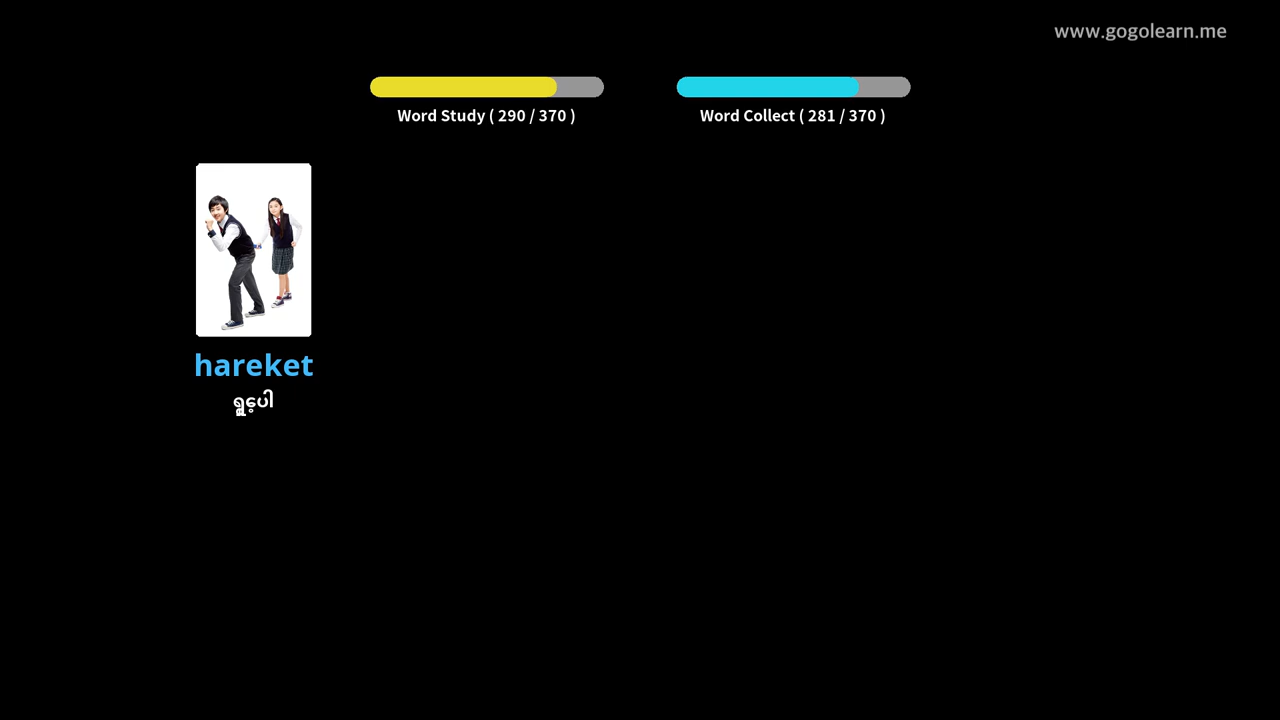 www.gogolearn.me
Word Study ( 290 / 370 )
Word Collect ( 281 / 370 )
hareket
ရွှေ့ပေါ